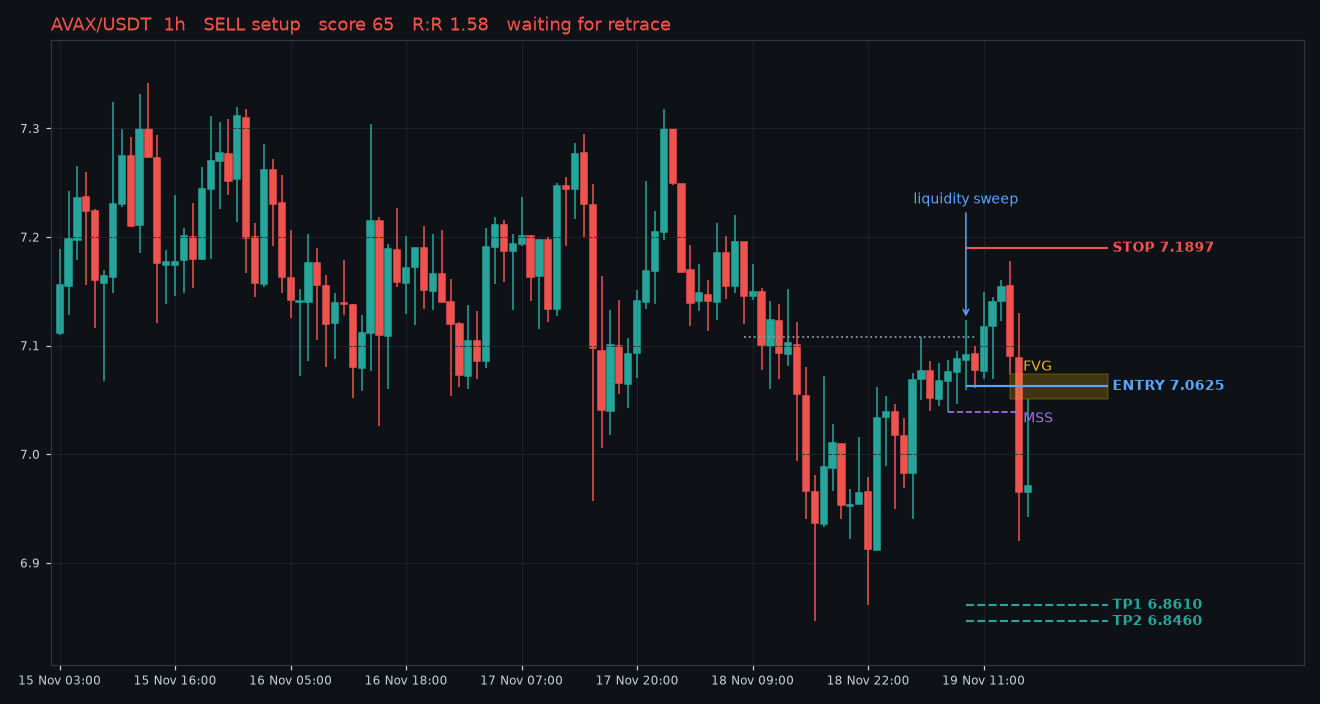 AVAX/USDT 1h SELL setup score 65 R:R 1.58 waiting for retrace
7.3
7.2
7.1
7.0
6.9
liquidity sweep
STOP 7.1897
FVG
ENTRY 7.0625
MSS
TP1 6.8610
TP2 6.8460
15 Nov 03:00
15 Nov 16:00
16 Nov 05:00
16 Nov 18:00
17 Nov 07:00
17 Nov 20:00
18 Nov 09:00
18 Nov 22:00
19 Nov 11:00